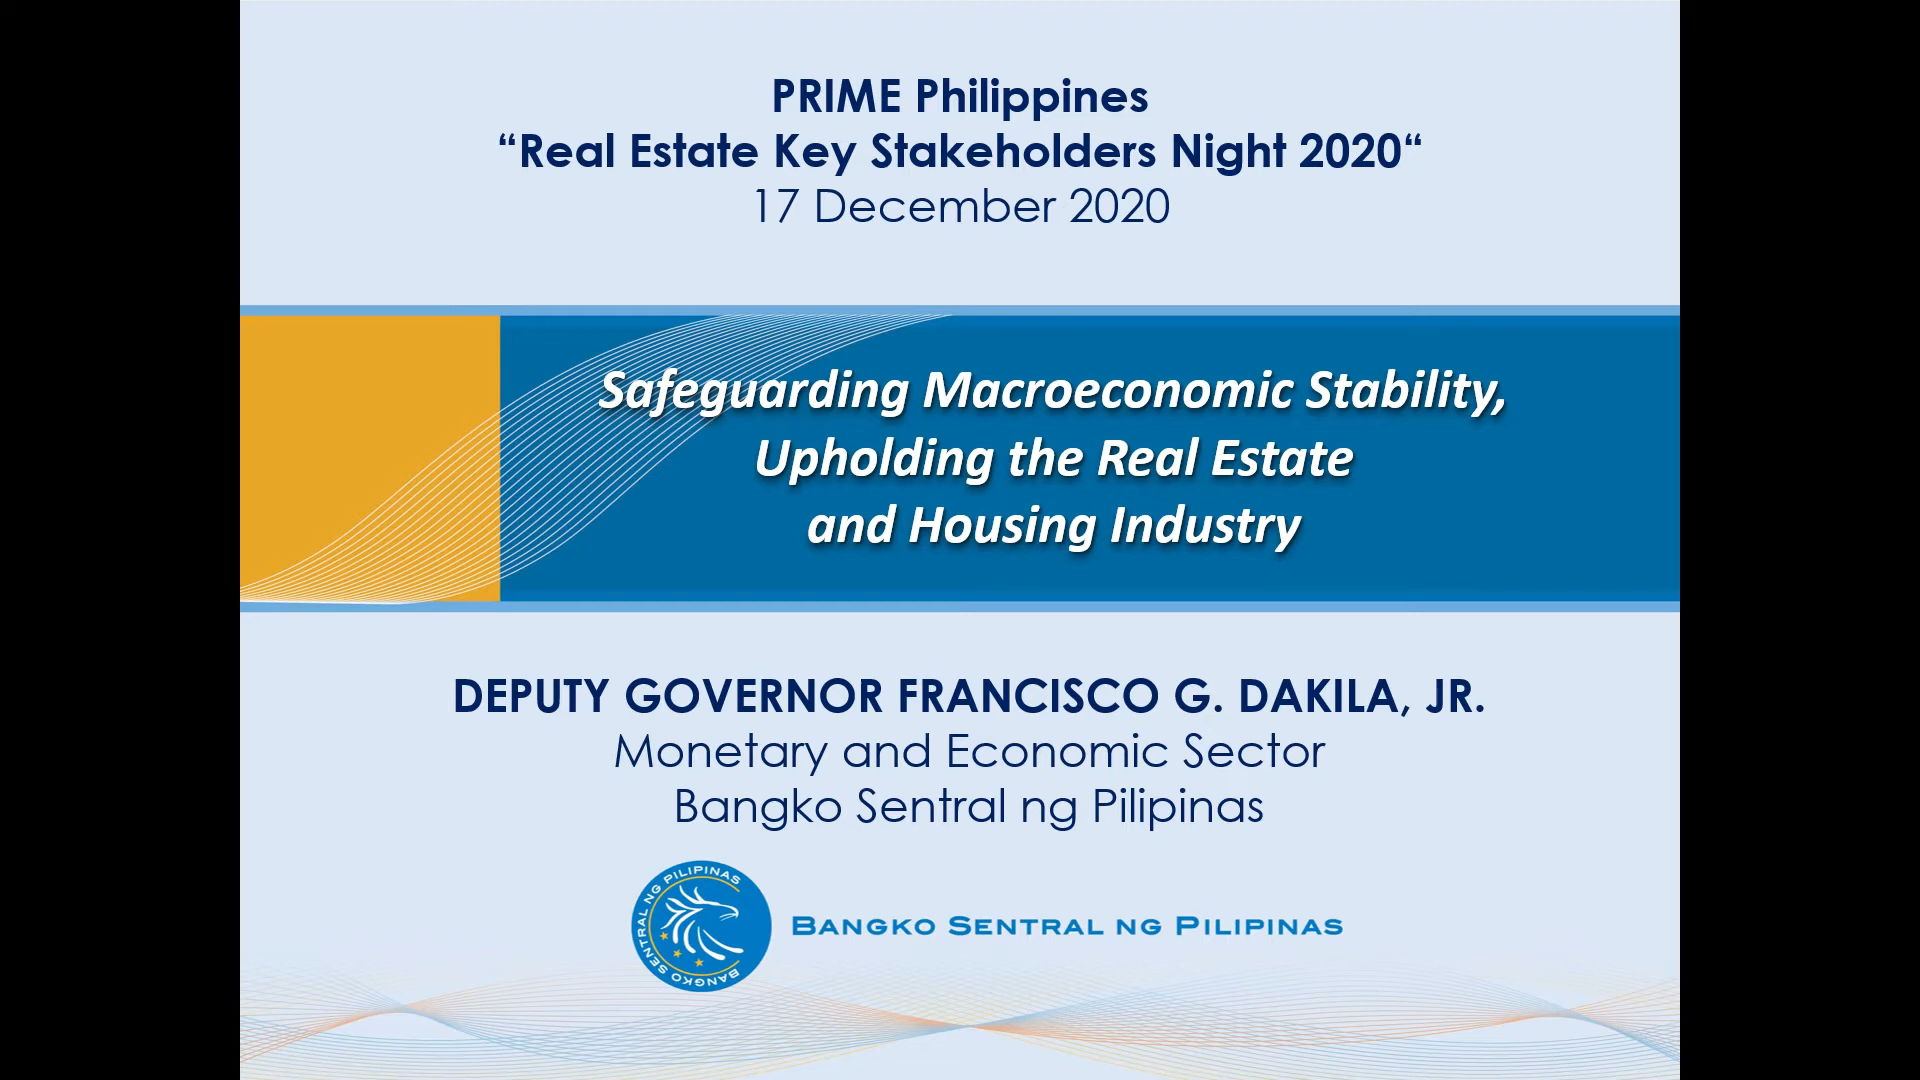 PRIME Philippines
“Real Estate Key Stakeholders Night 2020“
17 December 2020
Safeguarding Macroeconomic Stability,
Upholding the Real Estate
and Housing Industry
DEPUTY GOVERNOR FRANCISCO G. DAKILA, JR.
Monetary and Economic Sector
Bangko Sentral ng Pilipinas
BANGKO SENTRAL NG PILIPINAS
BANGKO SENTRAL NG PILIPINAS